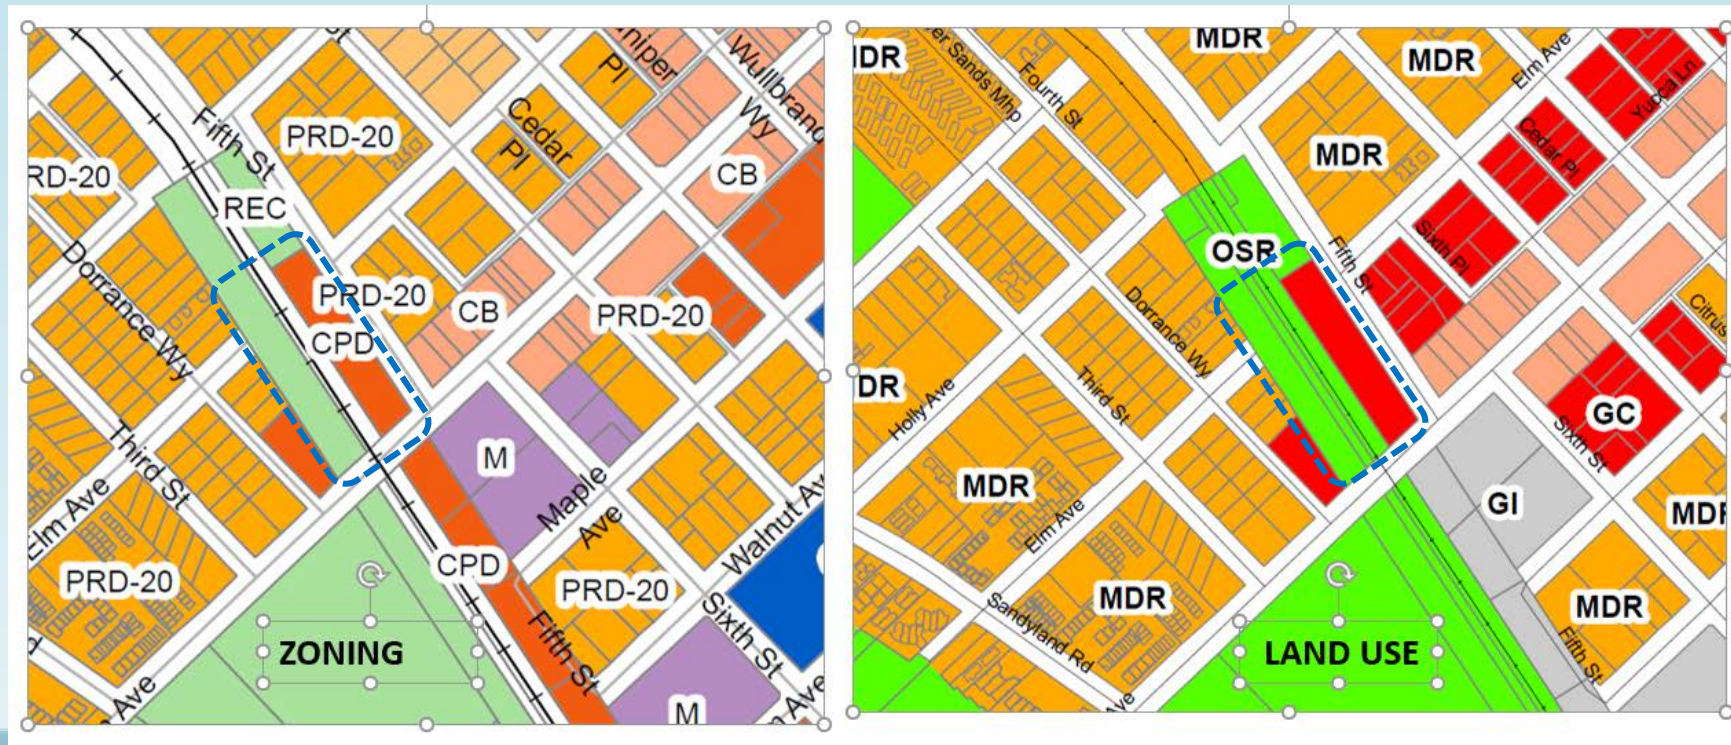 St
Juniper
Pl
Wullbrand
Wy
Fifth St
PRD-20
Cedar
Pl
RD-20
CB
REC
Dorrance Wy
PRD-20
CB
PRD-20
CPD
Third St
M
Maple
Ave
Elm Ave
Walnut Av
CPD
PRD-20
PRD-20
Sixth St
Fifth St
ZONING
Ave
M
Ave
MDR
MDR
Elm Ave
IDR
er Sands Mhp
Fourth St
Yucca Ln
MDR
Cedar Pl
OSR
Fifth St
Sixth Pl
Dorrance Wy
Citrus
DR
Holly Ave
Third St
GC
Sixth St
MDR
GI
MDR
Elm Ave
MDR
MDR
Sandyland Rd
Fifth St
LAND USE
Ave